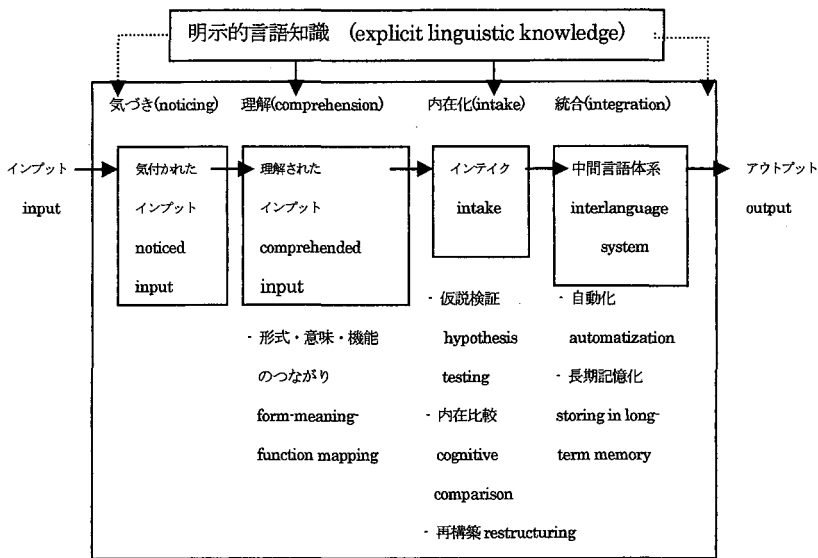 明示的言語知識 (explicit linguistic knowledge)
気づき(noticing)
理解(comprehension)
内在化(intake)
統合(integration)
インプット
input
気付かれた
インプット
noticed
input
理解された
インプット
comprehended
input
インテイク
intake
中間言語体系
interlanguage
system
アウトプット
output
- 形式・意味・機能
のつながり
form-meaning-
function mapping
- 仮説検証
hypothesis
testing
- 内在比較
cognitive
comparison
- 再構築 restructuring
- 自動化
automatization
- 長期記憶化
storing in long-
term memory